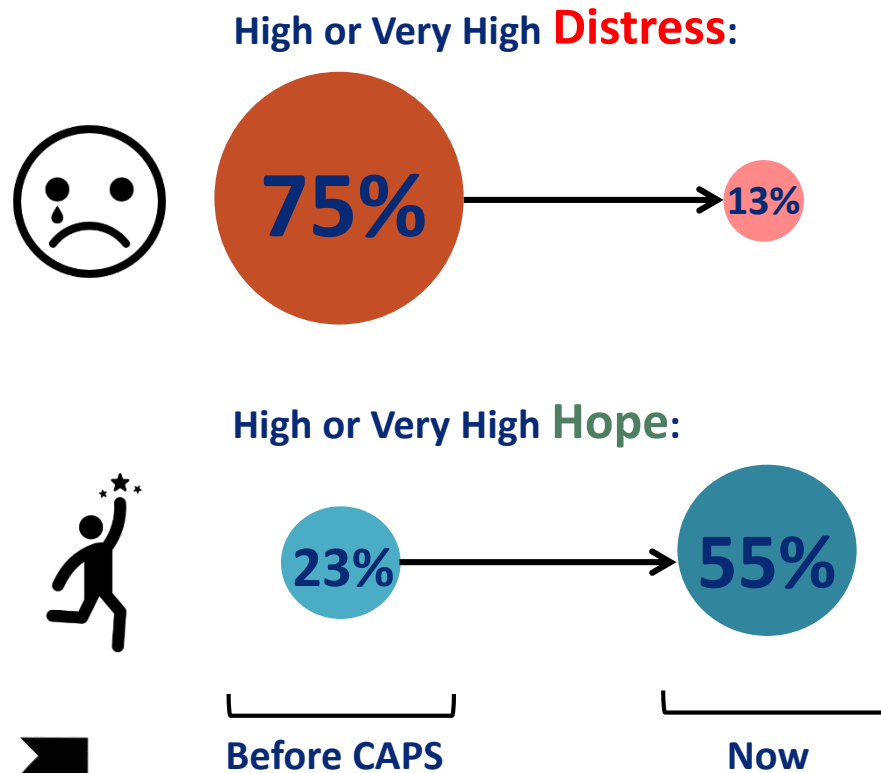 High or Very High Distress:
75%
13%
High or Very High Hope:
23%
55%
Before CAPS
Now